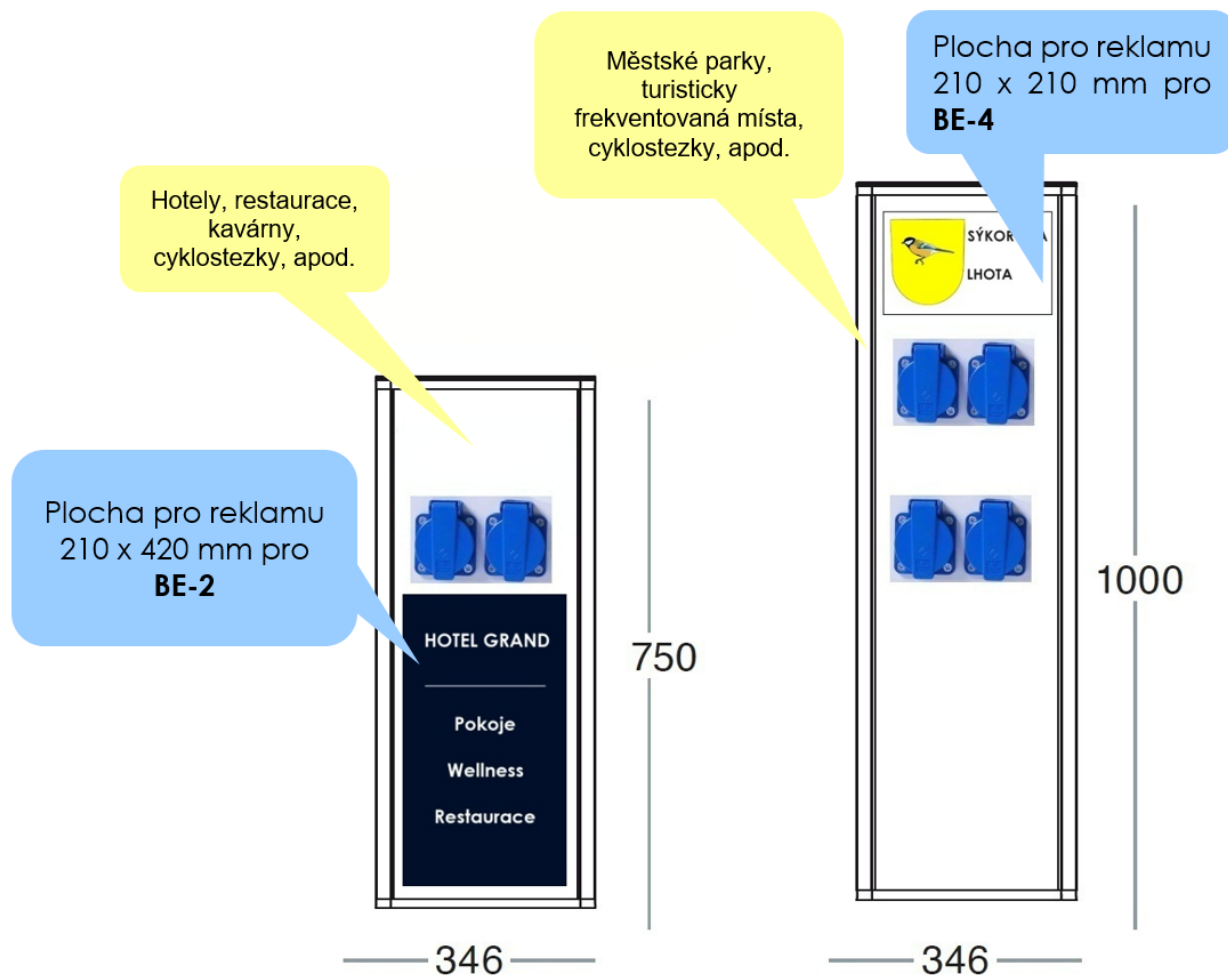 Městské parky,
turisticky
frekventovaná místa,
cyklostezky, apod.
Plocha pro reklamu
210 x 210 mm pro
BE-4
Hotely, restaurace,
kavárny,
cyklostezky, apod.
LHOTA
Plocha pro reklamu
210 x 420 mm pro
BE-2
HOTEL GRAND
Pokoje
Wellness
Restaurace
750
1000
346
346